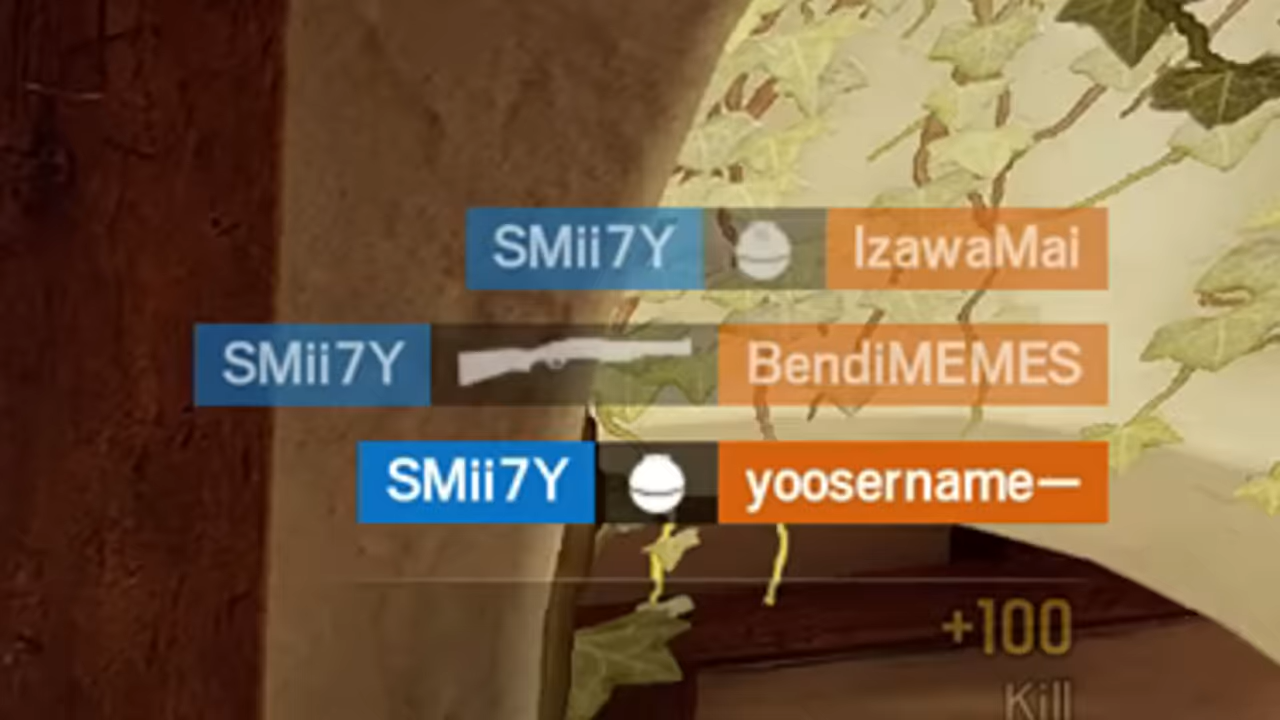 SMii7Y IzawaMai
SMii7Y BendiMEMES
SMii7Y yoosername—
+100
Kill